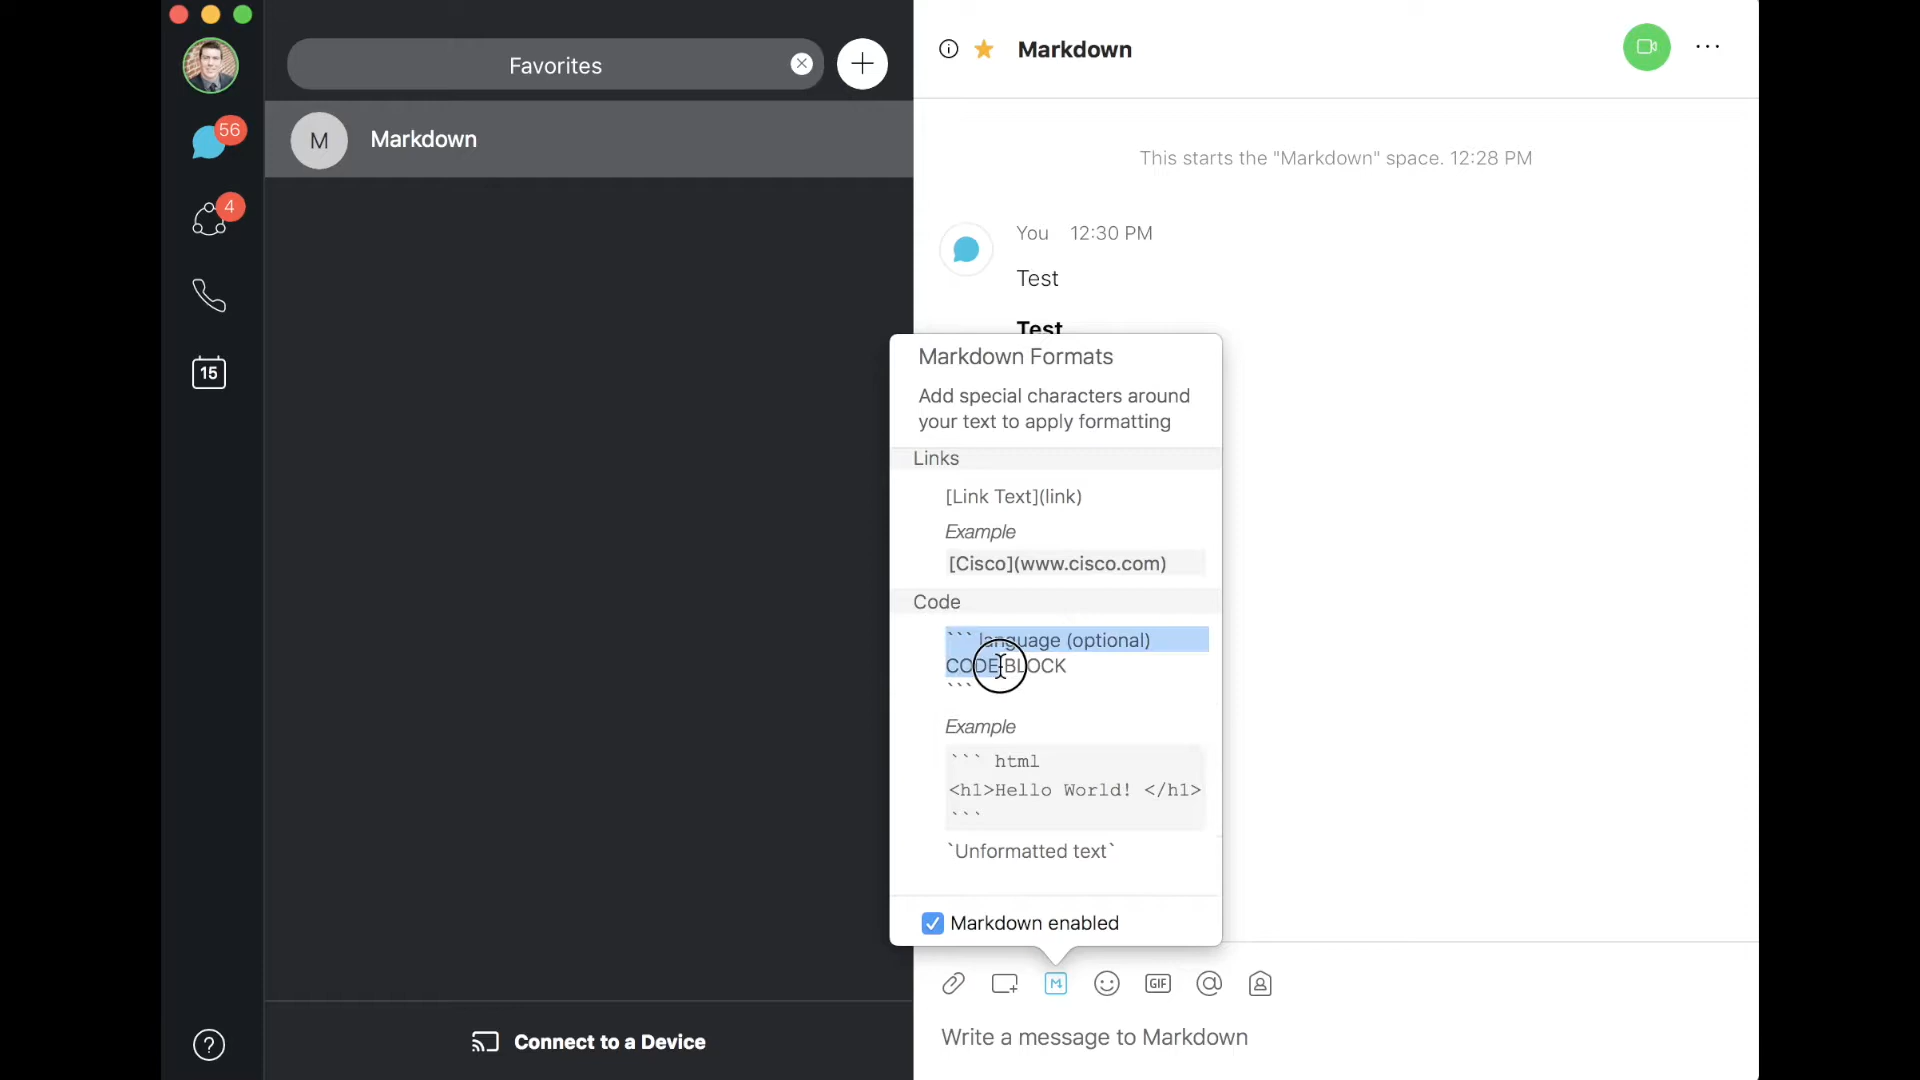 Favorites
56
M
Markdown
4
15
Connect to a Device
?
Markdown
This starts the "Markdown" space. 12:28 PM
You 12:30 PM
Test
Test
Markdown Formats
Add special characters around
your text to apply formatting
Links
[Link Text](link)
Example
[Cisco](www.cisco.com)
Code
``` language (optional)
CODE BLOCK
```
Example
``` html
<h1>Hello World! </h1>
```
`Unformatted text`
Markdown enabled
M
GIF
@
Write a message to Markdown